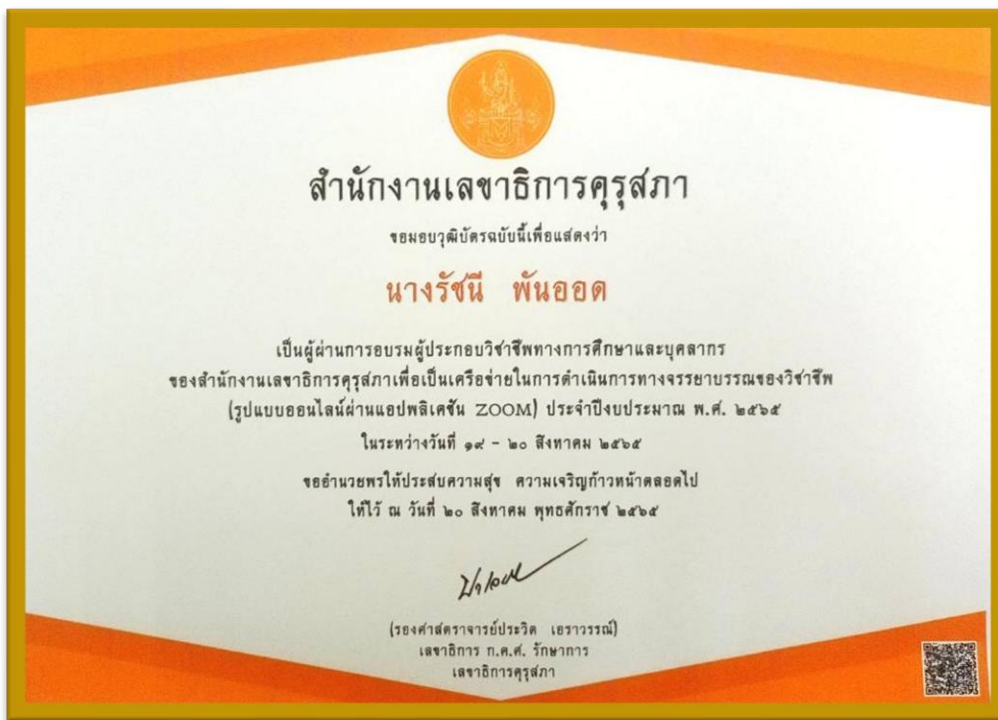 สำนักงานเลขาธิการคุรุสภา
ขอมอบวุฒิบัตรฉบับนี้เพื่อแสดงว่า
นางรัชนี พันออด
เป็นผู้ผ่านการอบรมผู้ประกอบวิชาชีพทางการศึกษาและบุคลากร
ของสำนักงานเลขาธิการคุรุสภาเพื่อเป็นเครือข่ายในการดำเนินการทางจรรยาบรรณของวิชาชีพ
(รูปแบบออนไลน์ผ่านแอปพลิเคชัน ZOOM) ประจำปีงบประมาณ พ.ศ. ๒๕๖๕
ในระหว่างวันที่ ๑๙ - ๒๐ สิงหาคม ๒๕๖๕
ขออำนวยพรให้ประสบความสุข ความเจริญก้าวหน้าตลอดไป
ให้ไว้ ณ วันที่ ๒๐ สิงหาคม พุทธศักราช ๒๕๖๕
(รองศาสตราจารย์ประวิต เอราวรรณ์)
เลขาธิการ ก.ค.ศ. รักษาการ
เลขาธิการคุรุสภา